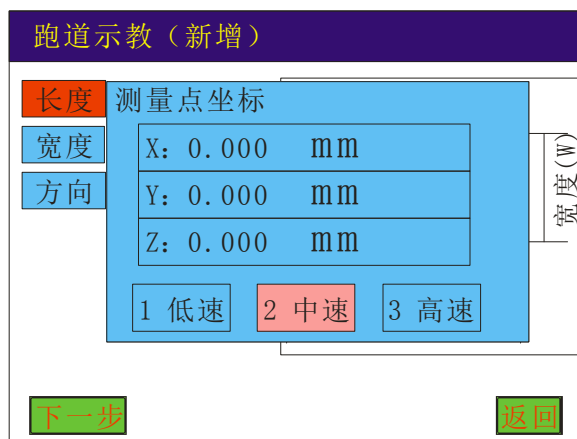 跑道示教（新增）
长度
宽度
方向
测量点坐标
X: 0.000 mm
Y: 0.000 mm
Z: 0.000 mm
1 低速
2 中速
3 高速
宽度(W)
下一步
返回